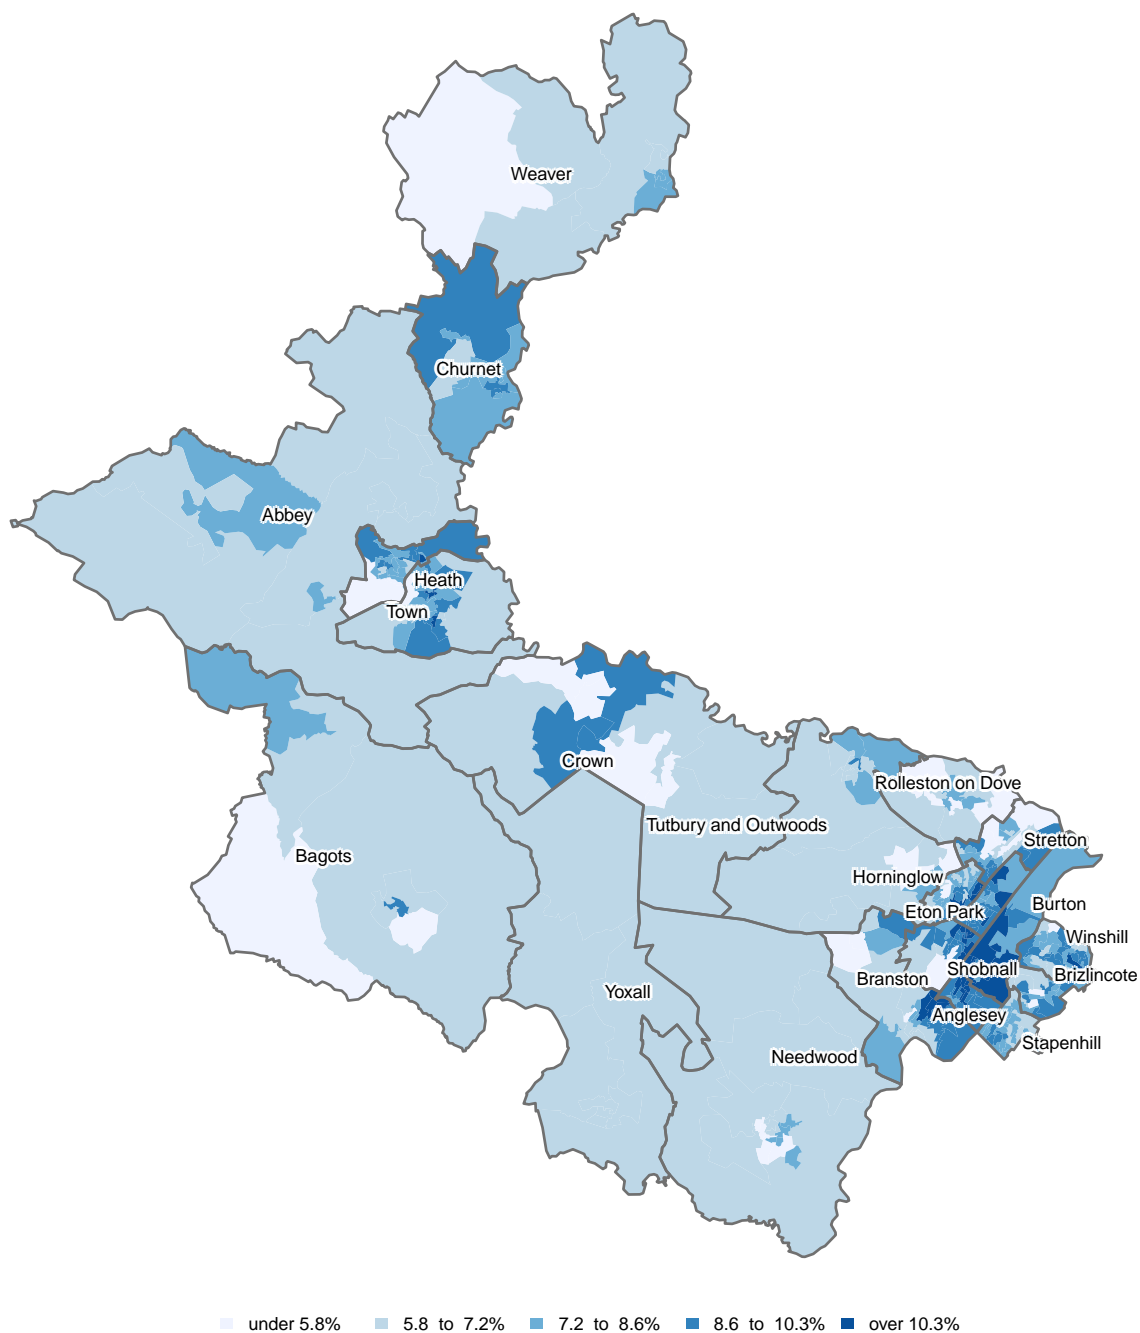 Weaver
Churnet
Abbey
Heath
Town
Crown
Rolleston on Dove
Tutbury and Outwoods
Stretton
Bagots
Horninglow
Eton Park
Burton
Winshill
Shobnall
Brizlincote
Branston
Yoxall
Anglesey
Stapenhill
Needwood
under 5.8% 5.8 to 7.2% 7.2 to 8.6% 8.6 to 10.3% over 10.3%